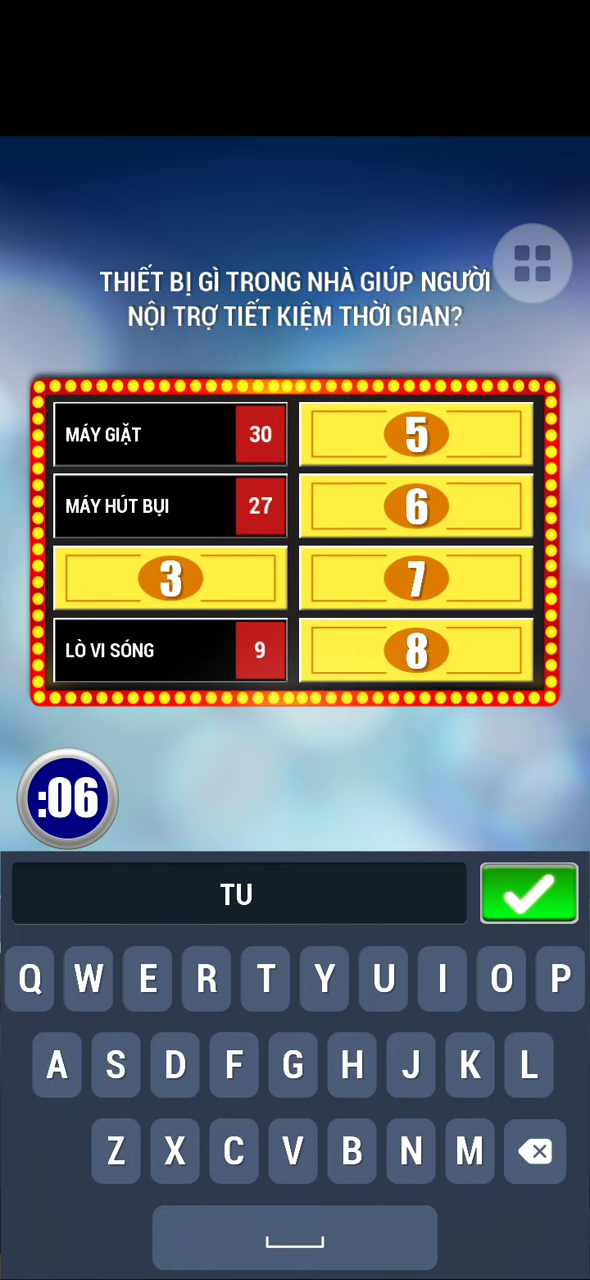 THIẾT BỊ GÌ TRONG NHÀ GIÚP NGƯỜI
NỘI TRỢ TIẾT KIỆM THỜI GIAN?
MÁY GIẶT 30
5
MÁY HÚT BỤI 27
6
3
7
LÒ VI SÓNG 9
8
:06
TU
Q W E R T Y U I O P
A S D F G H J K L
Z X C V B N M